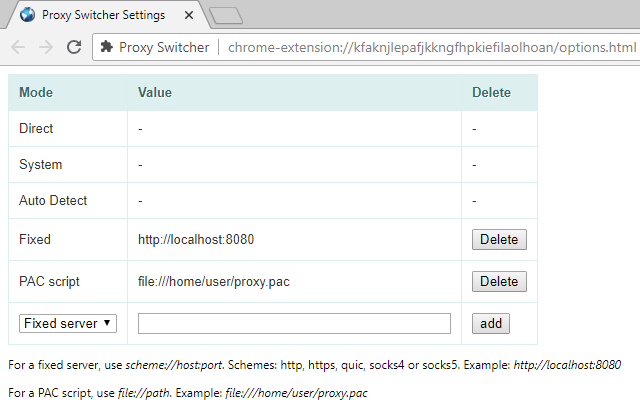 Proxy Switcher Settings
Proxy Switcher chrome-extension://kfaknjlepafjkkngfhpkiefilaolhoan/options.html
Mode Value Delete
Direct - -
System - -
Auto Detect - -
Fixed http://localhost:8080 Delete
PAC script file:///home/user/proxy.pac Delete
Fixed server add
For a fixed server, use scheme://host:port. Schemes: http, https, quic, socks4 or socks5. Example: http://localhost:8080
For a PAC script, use file://path. Example: file:///home/user/proxy.pac